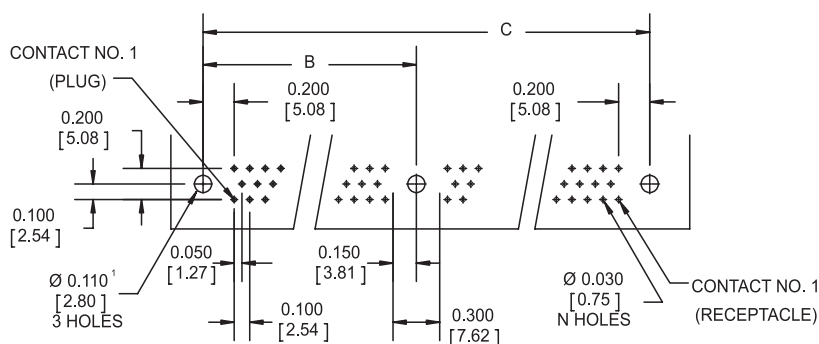 C
CONTACT NO. 1
(PLUG)
B
0.200
[5.08]
0.200
[5.08]
0.200
[5.08]
0.100
[2.54]
0.050
[1.27]
0.150
[3.81]
Ø 0.110 ¹
[2.80]
3 HOLES
0.100
[2.54]
0.300
[7.62]
Ø 0.030
[0.75]
N HOLES
CONTACT NO. 1
(RECEPTACLE)